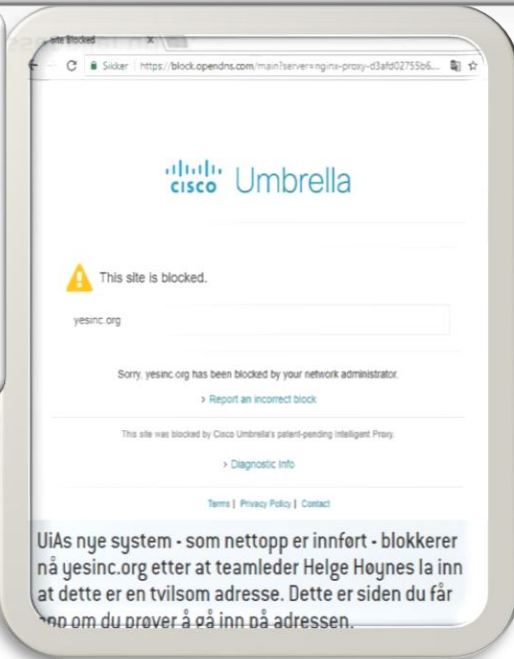 Site Blocked
Sikker | https://block.opendns.com/main?server=nginx-proxy-d3afd02755b6...
CISCO Umbrella
This site is blocked.
yesinc.org
Sorry, yesinc.org has been blocked by your network administrator.
> Report an incorrect block
This site was blocked by Cisco Umbrella's patent-pending Intelligent Proxy.
> Diagnostic Info
Terms | Privacy Policy | Contact
UiAs nye system - som nettopp er innført - blokkerer
nå yesinc.org etter at teamleder Helge Høynes la inn
at dette er en tvilsom adresse. Dette er siden du får
opp om du prøver å gå inn på adressen.